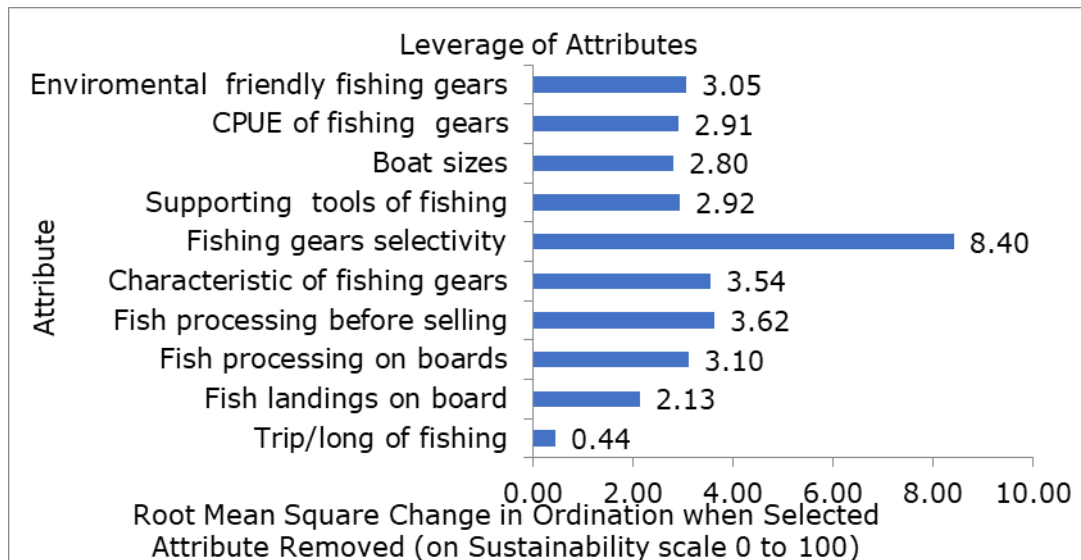 Leverage of Attributes
Enviromental  friendly fishing gears 3.05
CPUE of fishing  gears 2.91
Boat sizes 2.80
Supporting  tools of fishing 2.92
Fishing gears selectivity 8.40
Characteristic of fishing gears 3.54
Fish processing before selling 3.62
Fish processing on boards 3.10
Fish landings on board 2.13
Trip/long of fishing 0.44
Attribute
0.00 2.00 4.00 6.00 8.00 10.00
Root Mean Square Change in Ordination when Selected
Attribute Removed (on Sustainability scale 0 to 100)